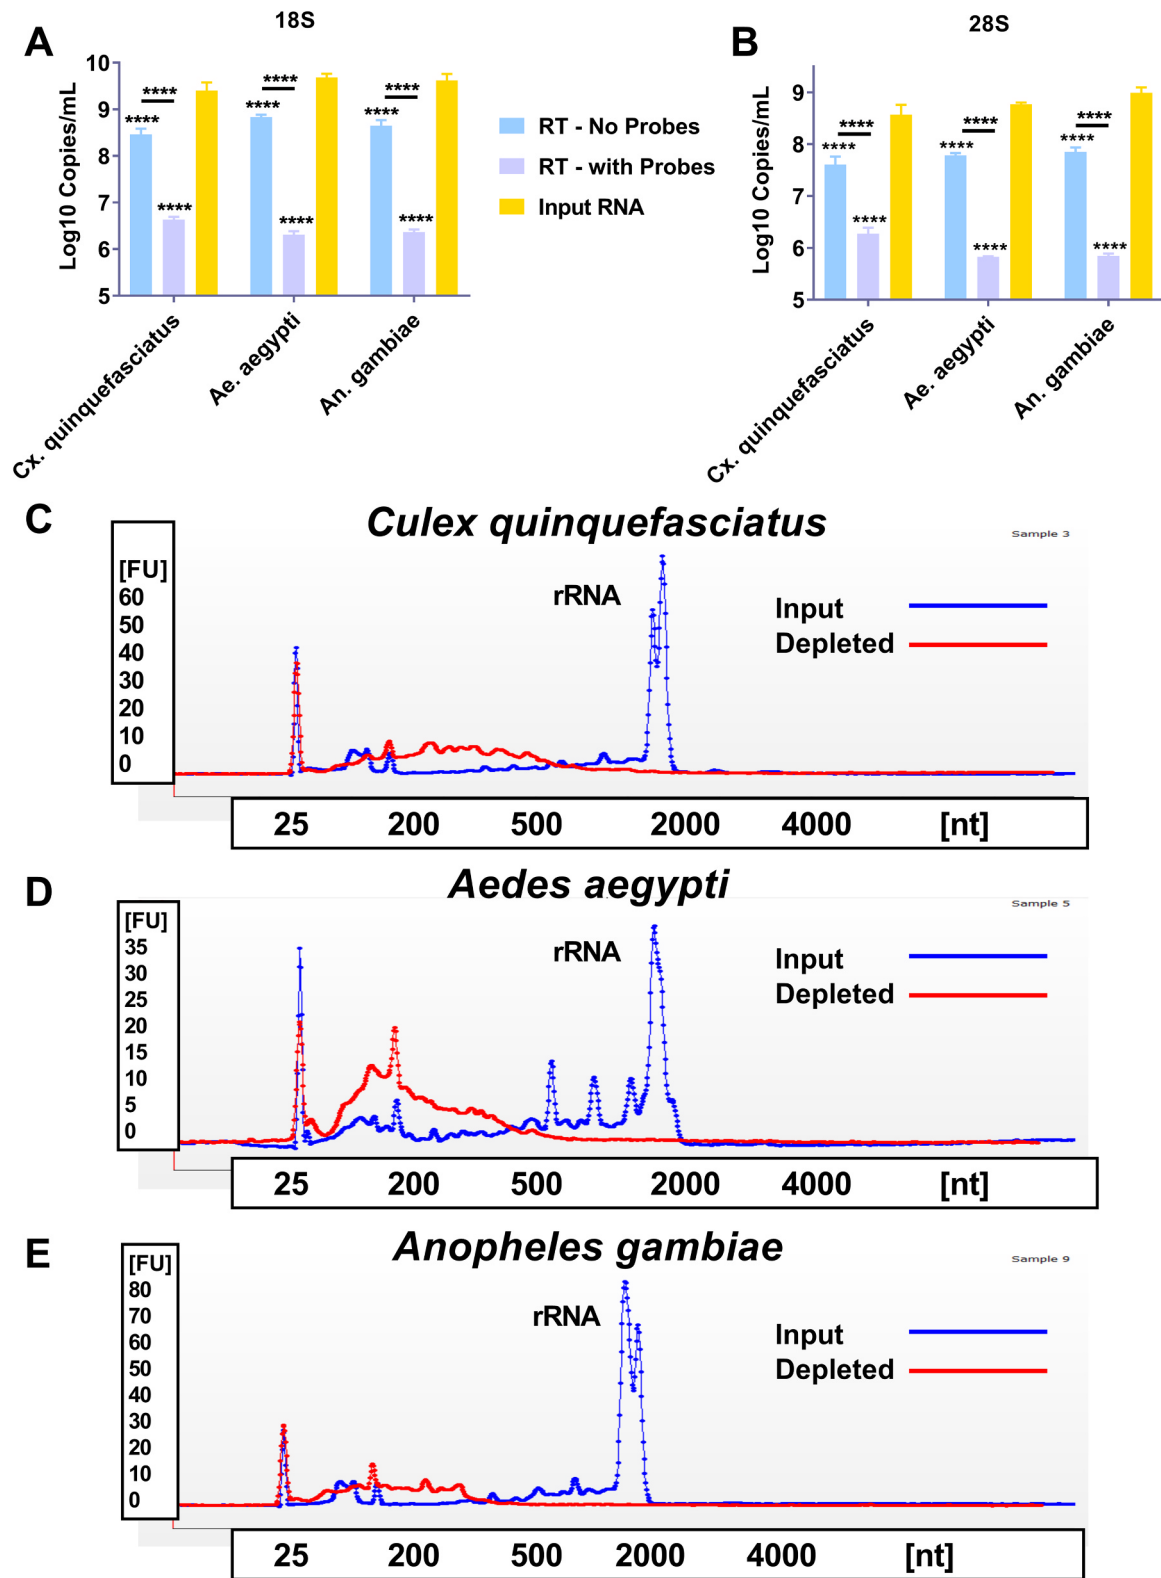 A
18S
B
28S
Log10 Copies/mL
10
9
8
7
6
5
**** **** ****
**** **** ****
**** **** ****
Cx. quinquefasciatus
Ae. aegypti
An. gambiae
RT - No Probes
RT - with Probes
Input RNA
Log10 Copies/mL
9
8
7
6
5
**** **** ****
**** **** ****
**** **** ****
Cx. quinquefasciatus
Ae. aegypti
An. gambiae
C
Culex quinquefasciatus
Sample 3
[FU]
60
50
40
30
20
10
0
rRNA
Input
Depleted
25 200 500 2000 4000 [nt]
D
Aedes aegypti
Sample 5
[FU]
35
30
25
20
15
10
5
0
rRNA
Input
Depleted
25 200 500 2000 4000 [nt]
E
Anopheles gambiae
Sample 9
[FU]
80
70
60
50
40
30
20
10
0
rRNA
Input
Depleted
25 200 500 2000 4000 [nt]